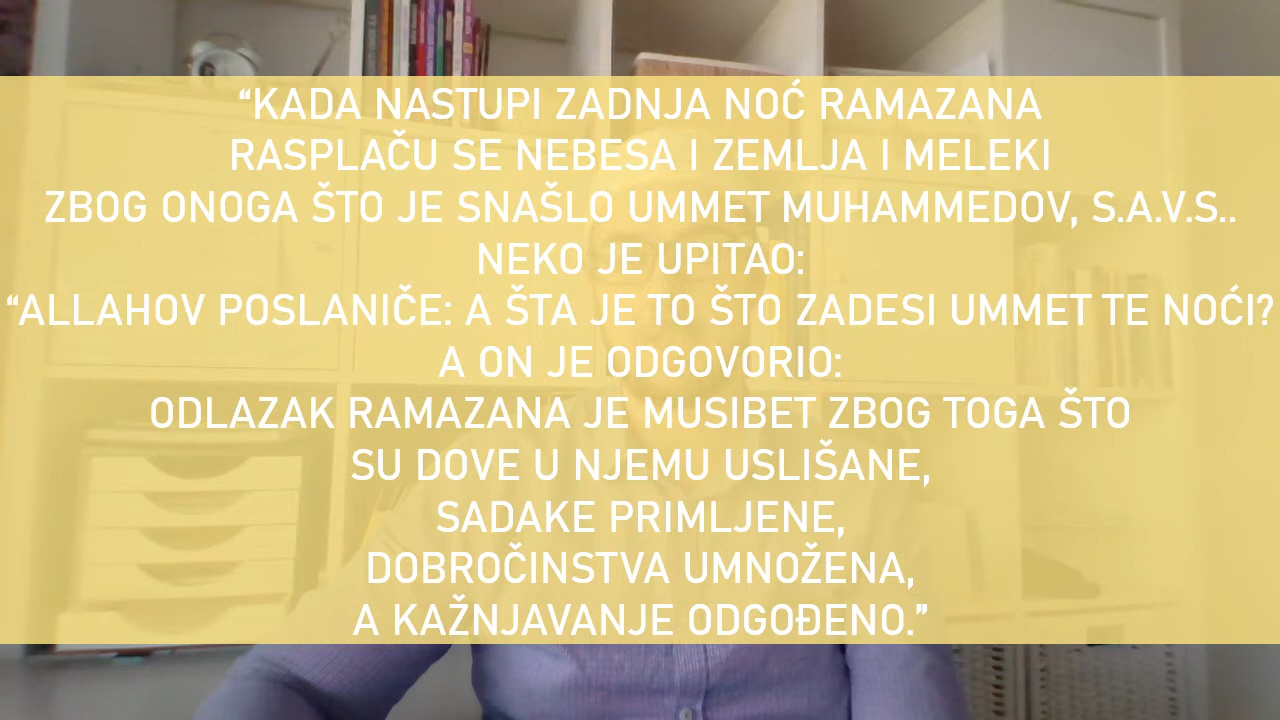 “KADA NASTUPI ZADNJA NOĆ RAMAZANA
RASPLAČU SE NEBESA I ZEMLJA I MELEKI
ZBOG ONOGA ŠTO JE SNAŠLO UMMET MUHAMMEDOV, S.A.V.S..
NEKO JE UPITAO:
“ALLAHOV POSLANIČE: A ŠTA JE TO ŠTO ZADESI UMMET TE NOĆI?
A ON JE ODGOVORIO:
ODLAZAK RAMAZANA JE MUSIBET ZBOG TOGA ŠTO
SU DOVE U NJEMU USLIŠANE,
SADAKE PRIMLJENE,
DOBROČINSTVA UMNOŽENA,
A KAŽNJAVANJE ODGOĐENO.”